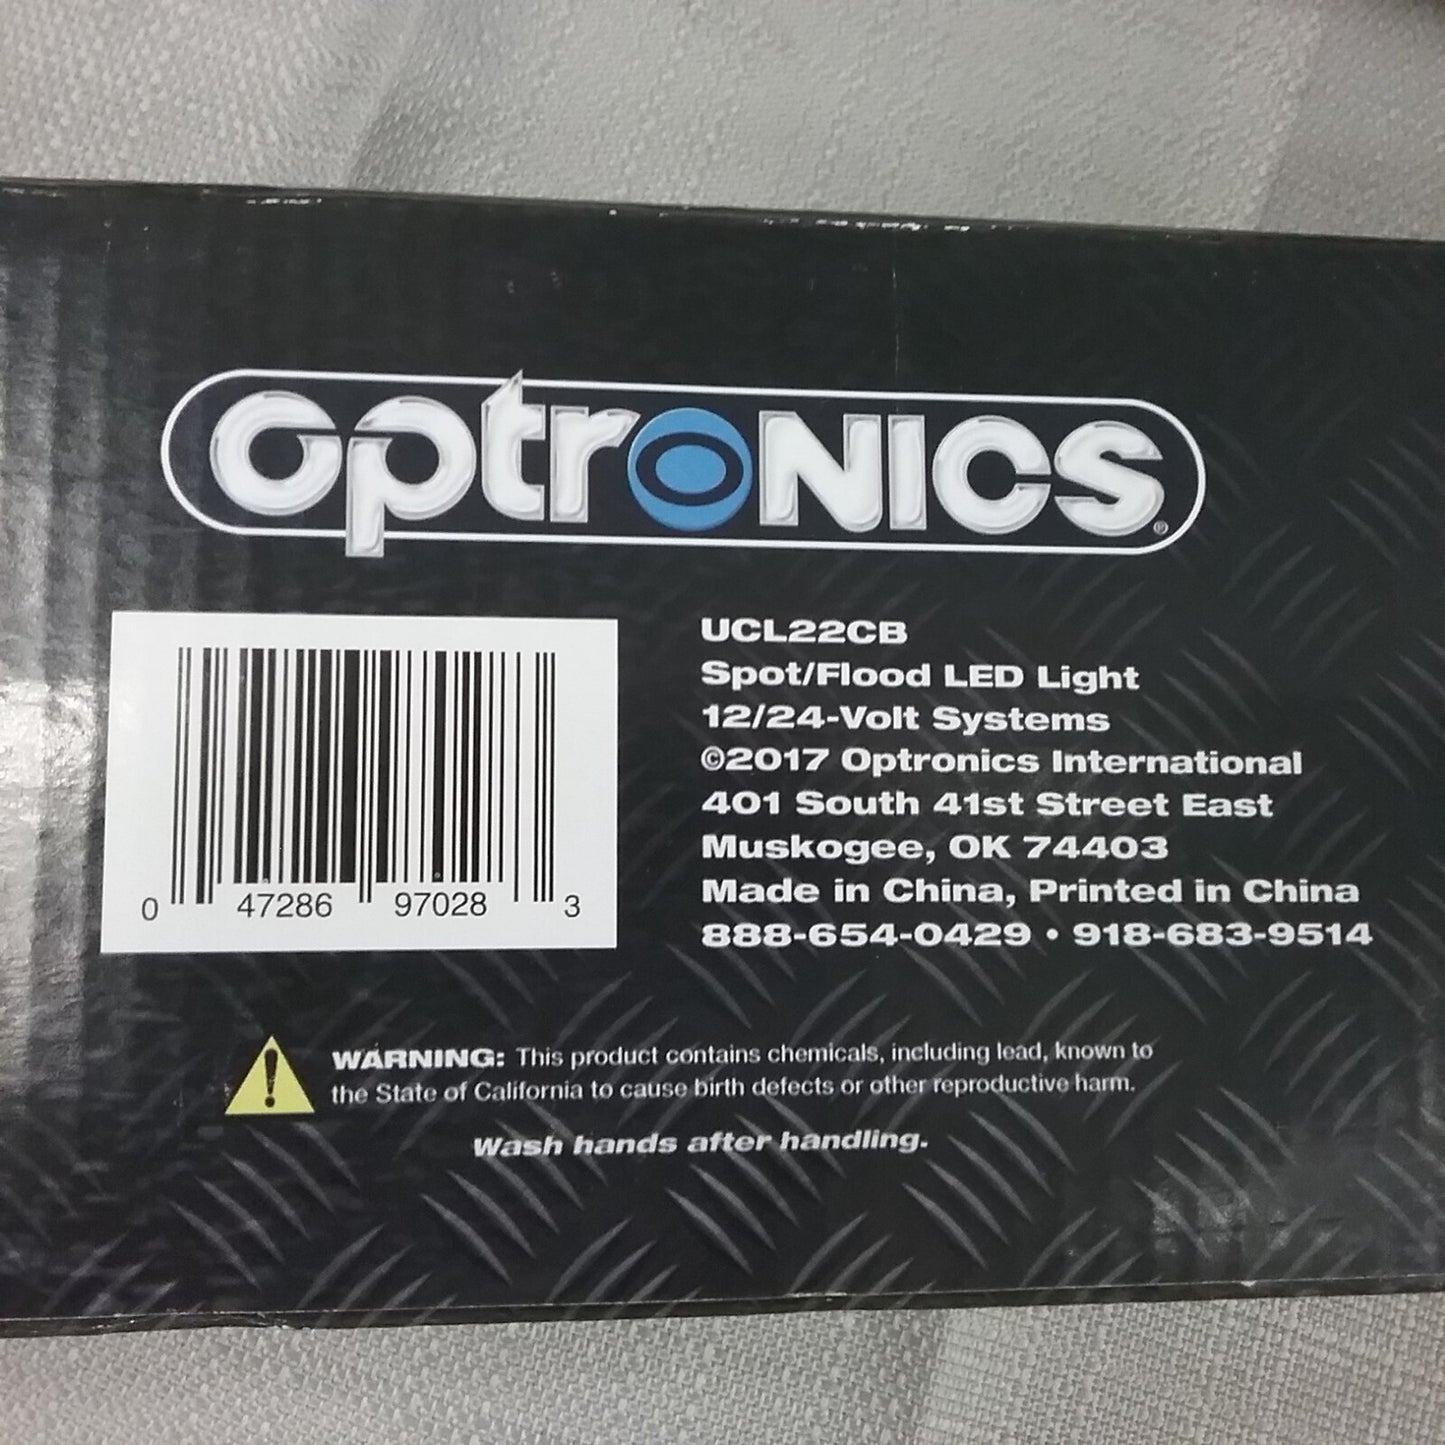 optronics®
UCL22CB
Spot/Flood LED Light
12/24-Volt Systems
©2017 Optronics International
401 South 41st Street East
Muskogee, OK 74403
Made in China, Printed in China
888-654-0429 • 918-683-9514
0 47286 97028 3
WARNING: This product contains chemicals, including lead, known to
the State of California to cause birth defects or other reproductive harm.
Wash hands after handling.